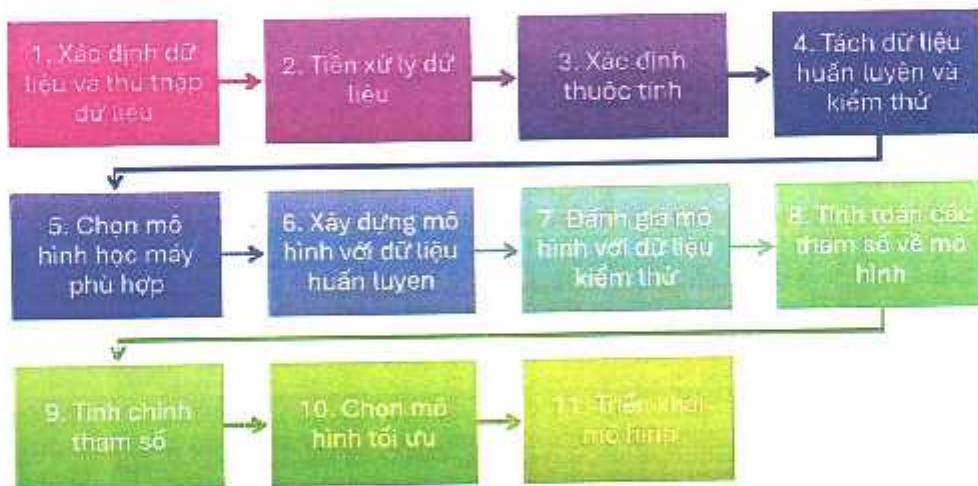 1. Xác định dữ
liệu và thu thập
dữ liệu
2. Tiền xử lý dữ
liệu
3. Xác định
thuộc tính
4. Tách dữ liệu
huấn luyện và
kiểm thử
5. Chọn mô
hình học máy
phù hợp
6. Xây dựng mô
hình với dữ liệu
huấn luyện
7. Đánh giá mô
hình với dữ liệu
kiểm thử
8. Tính toán các
tham số về mô
hình
9. Tinh chỉnh
tham số
10. Chọn mô
hình tối ưu
11. Triển khai
mô hình